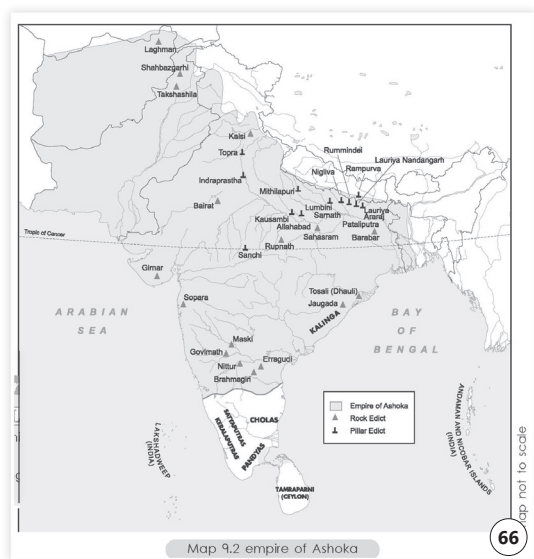 Laghman
Shahbazgarhi
Takshashila
Kalsi
Topra
Rummindei
Lauriya Nandangarh
Rampurva
Nigliva
Indraprastha
Mithilapuri
Bairat
Lumbini
Sarnath
Lauriya
Araraj
Kausambi
Allahabad
Pataliputra
Sahasram
Barabar
Tropic of Cancer
Rupnath
Sanchi
Girnar
Tosali (Dhauli)
Sopara
Jaugada
KALINGA
ARABIAN
SEA
BAY
OF
BENGAL
Maski
Govimath
Erragudi
Nittur
Brahmagiri
Empire of Ashoka
Rock Edict
Pillar Edict
SATYAPUTRAS
KERALAPUTRAS
CHOLAS
PANDYAS
LAKSHADWEEP
(INDIA)
ANDAMAN AND NICOBAR ISLANDS
(INDIA)
TAMRAPARNI
(CEYLON)
ap not to scale
66
Map 9.2 empire of Ashoka